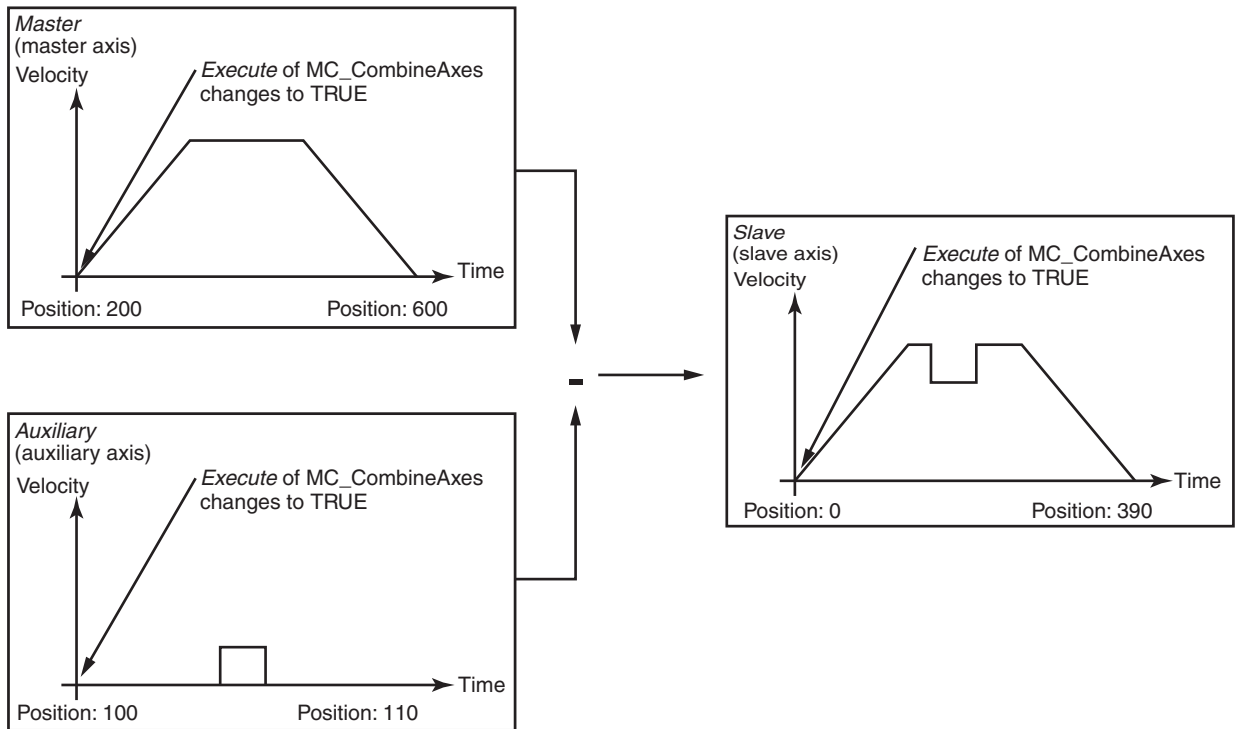 Master
(master axis)
Velocity
Execute of MC_CombineAxes
changes to TRUE
Time
Position: 200
Position: 600
-
Auxiliary
(auxiliary axis)
Velocity
Execute of MC_CombineAxes
changes to TRUE
Time
Position: 100
Position: 110
Slave
(slave axis)
Velocity
Execute of MC_CombineAxes
changes to TRUE
Time
Position: 0
Position: 390